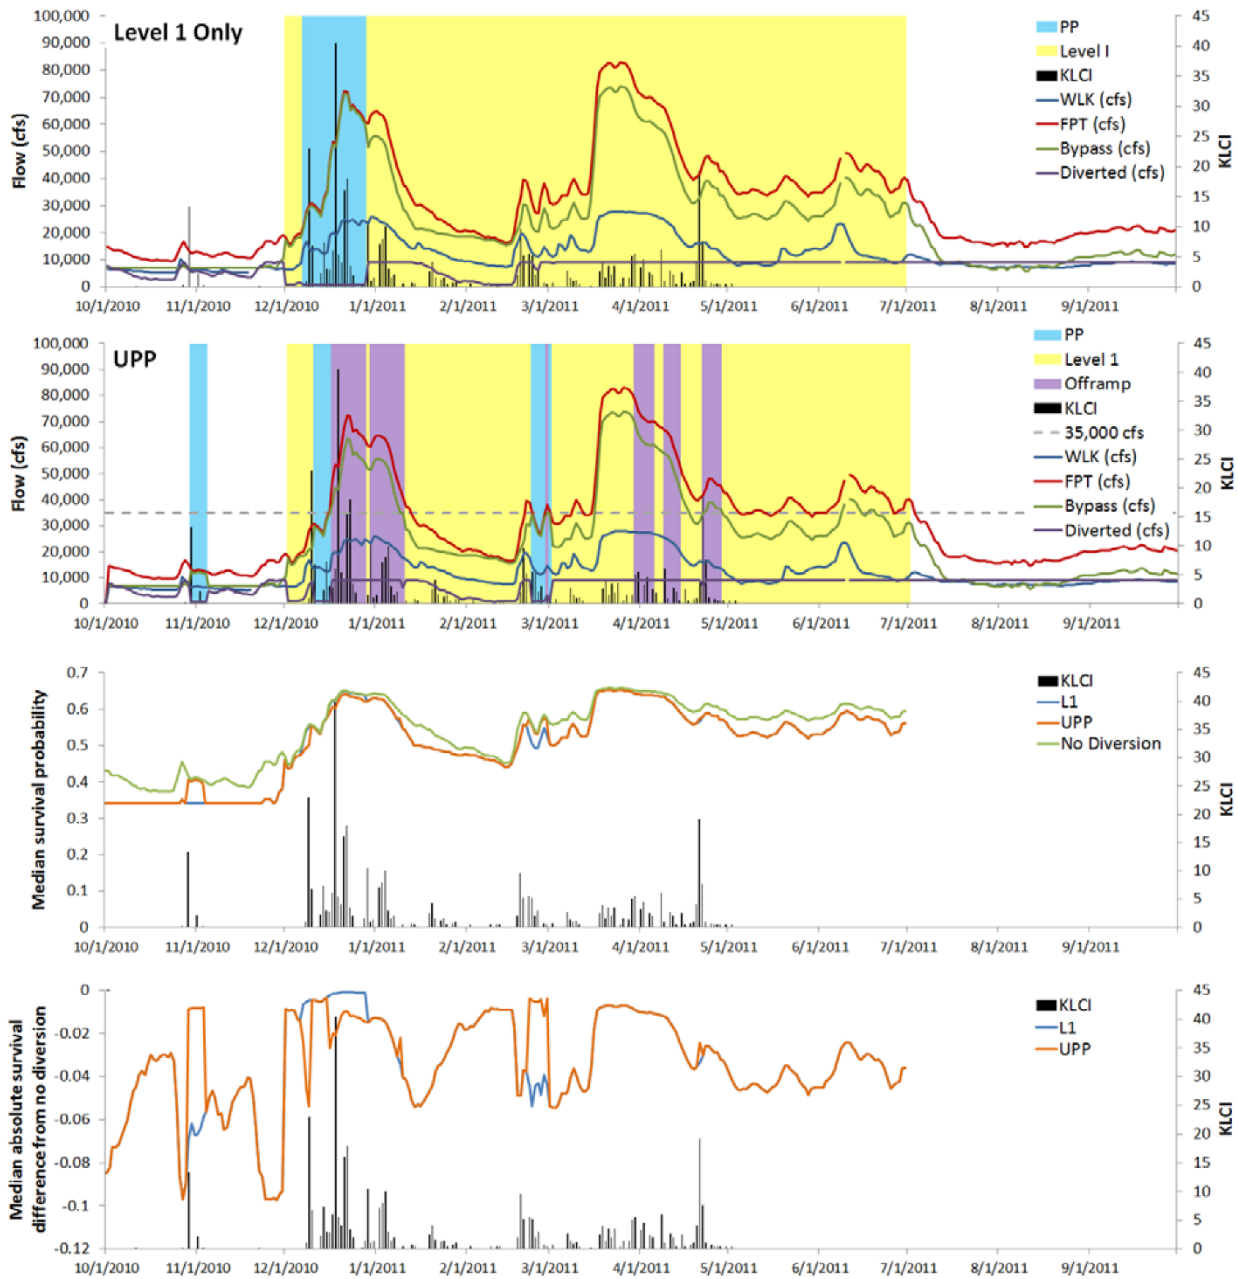 Level 1 Only
Flow (cfs)
100,000
90,000
80,000
70,000
60,000
50,000
40,000
30,000
20,000
10,000
0
10/1/2010 11/1/2010 12/1/2010 1/1/2011 2/1/2011 3/1/2011 4/1/2011 5/1/2011 6/1/2011 7/1/2011 8/1/2011 9/1/2011
45
40
35
30
25
20
15
10
5
0
KLCI
PP
Level I
KLCI
WLK (cfs)
FPT (cfs)
Bypass (cfs)
Diverted (cfs)
UPP
Flow (cfs)
100,000
90,000
80,000
70,000
60,000
50,000
40,000
30,000
20,000
10,000
0
10/1/2010 11/1/2010 12/1/2010 1/1/2011 2/1/2011 3/1/2011 4/1/2011 5/1/2011 6/1/2011 7/1/2011 8/1/2011 9/1/2011
45
40
35
30
25
20
15
10
5
0
KLCI
PP
Level 1
Offramp
KLCI
35,000 cfs
WLK (cfs)
FPT (cfs)
Bypass (cfs)
Diverted (cfs)
Median survival probability
0.7
0.6
0.5
0.4
0.3
0.2
0.1
0
10/1/2010 11/1/2010 12/1/2010 1/1/2011 2/1/2011 3/1/2011 4/1/2011 5/1/2011 6/1/2011 7/1/2011 8/1/2011 9/1/2011
45
40
35
30
25
20
15
10
5
0
KLCI
KLCI
L1
UPP
No Diversion
Median absolute survival
difference from no diversion
0
-0.02
-0.04
-0.06
-0.08
-0.1
-0.12
10/1/2010 11/1/2010 12/1/2010 1/1/2011 2/1/2011 3/1/2011 4/1/2011 5/1/2011 6/1/2011 7/1/2011 8/1/2011 9/1/2011
45
40
35
30
25
20
15
10
5
0
KLCI
KLCI
L1
UPP